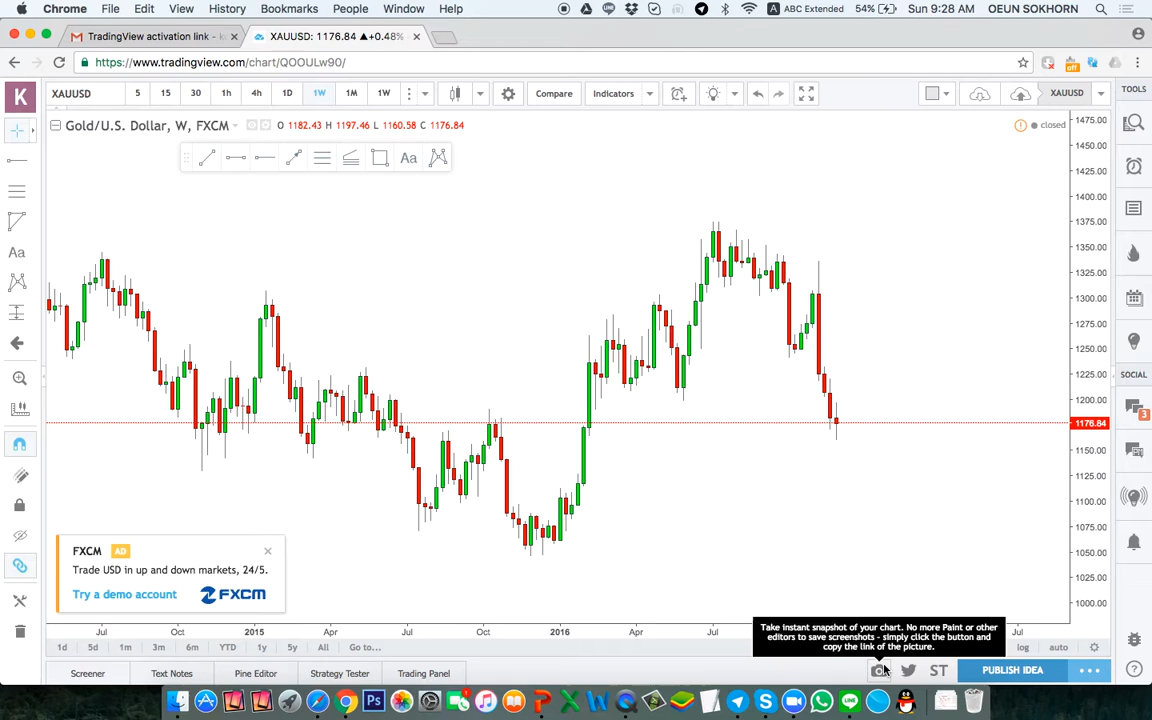 Chrome File Edit View History Bookmarks People Window Help ABC Extended 54% Sun 9:28 AM OEUN SOKHORN
TradingView activation link - k
XAUUSD: 1176.84 ▲+0.48%
https://www.tradingview.com/chart/QOOULw90/
off
K
XAUUSD 5 15 30 1h 4h 1D 1W 1M 1W Compare Indicators XAUUSD
TOOLS
Gold/U.S. Dollar, W, FXCM O 1182.43 H 1197.46 L 1160.58 C 1176.84
closed
Aa
Aa
1475.00
1450.00
1425.00
1400.00
1375.00
1350.00
1325.00
1300.00
1275.00
1250.00
1225.00
1200.00
1176.84
1150.00
1125.00
1100.00
1075.00
1050.00
1025.00
1000.00
SOCIAL
3
FXCM AD
Trade USD in up and down markets, 24/5.
Try a demo account FXCM
Jul Oct 2015 Apr Jul Oct 2016 Apr Jul Jul
Take instant snapshot of your chart. No more Paint or other
editors to save screenshots - simply click the button and
copy the link of the picture.
1d 5d 1m 3m 6m YTD 1y 5y All Go to... log auto
Screener Text Notes Pine Editor Strategy Tester Trading Panel ST PUBLISH IDEA